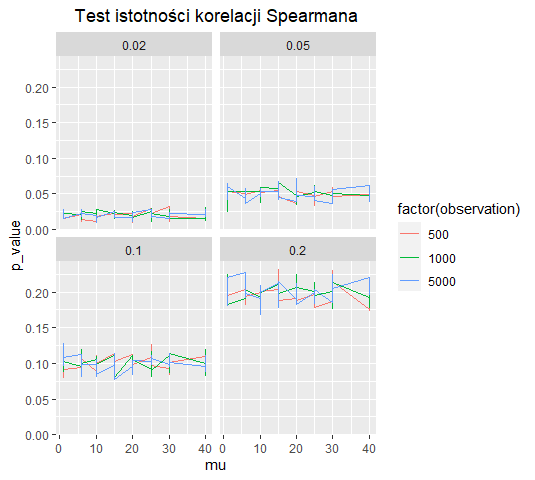 Test istotności korelacji Spearmana
0.02
0.05
0.20
0.15
0.10
0.05
0.00
p_value
0.1
0.2
0.20
0.15
0.10
0.05
0.00
0 10 20 30 40
0 10 20 30 40
mu
factor(observation)
500
1000
5000